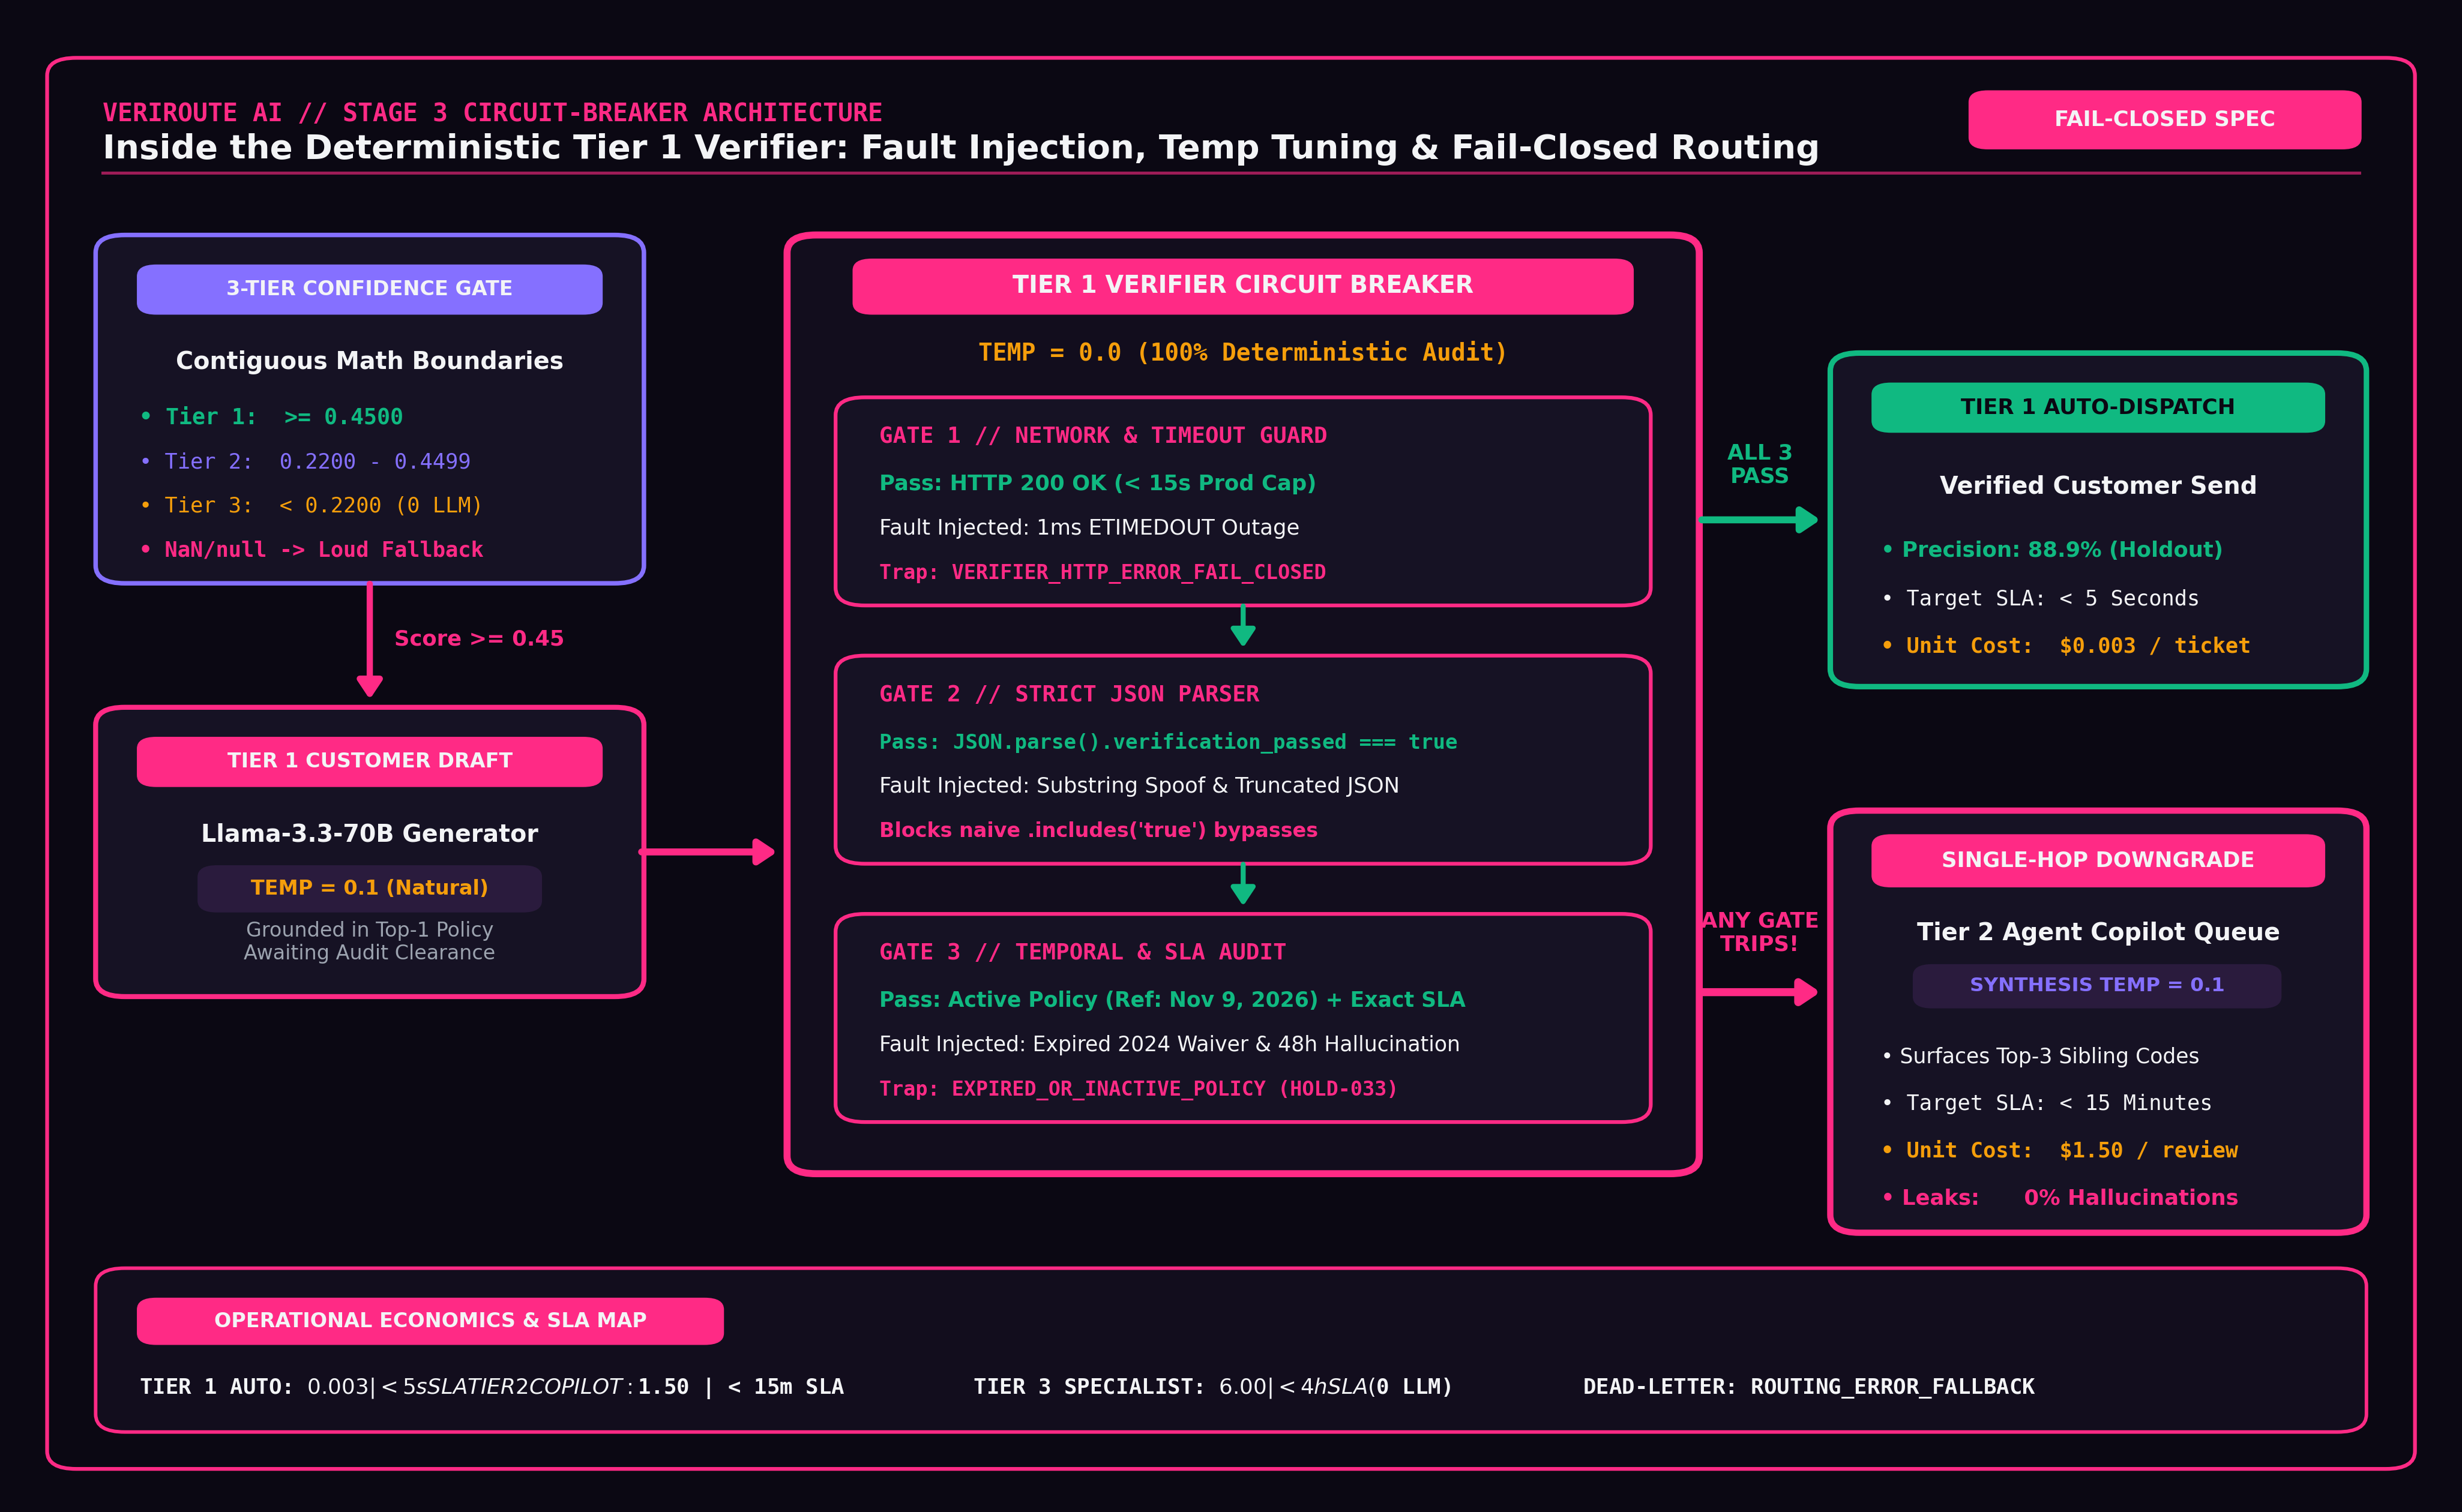 VERIROUTE AI // STAGE 3 CIRCUIT-BREAKER ARCHITECTURE
Inside the Deterministic Tier 1 Verifier: Fault Injection, Temp Tuning & Fail-Closed Routing
FAIL-CLOSED SPEC
3-TIER CONFIDENCE GATE
Contiguous Math Boundaries
• Tier 1:  >= 0.4500
• Tier 2:  0.2200 - 0.4499
• Tier 3:  < 0.2200 (0 LLM)
• NaN/null -> Loud Fallback
Score >= 0.45
TIER 1 CUSTOMER DRAFT
Llama-3.3-70B Generator
TEMP = 0.1 (Natural)
Grounded in Top-1 Policy
Awaiting Audit Clearance
TIER 1 VERIFIER CIRCUIT BREAKER
TEMP = 0.0 (100% Deterministic Audit)
GATE 1 // NETWORK & TIMEOUT GUARD
Pass: HTTP 200 OK (< 15s Prod Cap)
Fault Injected: 1ms ETIMEDOUT Outage
Trap: VERIFIER_HTTP_ERROR_FAIL_CLOSED
GATE 2 // STRICT JSON PARSER
Pass: JSON.parse().verification_passed === true
Fault Injected: Substring Spoof & Truncated JSON
Blocks naive .includes('true') bypasses
GATE 3 // TEMPORAL & SLA AUDIT
Pass: Active Policy (Ref: Nov 9, 2026) + Exact SLA
Fault Injected: Expired 2024 Waiver & 48h Hallucination
Trap: EXPIRED_OR_INACTIVE_POLICY (HOLD-033)
ALL 3
PASS
TIER 1 AUTO-DISPATCH
Verified Customer Send
• Precision: 88.9% (Holdout)
• Target SLA: < 5 Seconds
• Unit Cost:  $0.003 / ticket
ANY GATE
TRIPS!
SINGLE-HOP DOWNGRADE
Tier 2 Agent Copilot Queue
SYNTHESIS TEMP = 0.1
• Surfaces Top-3 Sibling Codes
• Target SLA: < 15 Minutes
• Unit Cost:  $1.50 / review
• Leaks:      0% Hallucinations
OPERATIONAL ECONOMICS & SLA MAP
TIER 1 AUTO: 0.003|<5sSLATIER2COPILOT:1.50 | < 15m SLA
TIER 3 SPECIALIST: 6.00|<4hSLA(0 LLM)
DEAD-LETTER: ROUTING_ERROR_FALLBACK